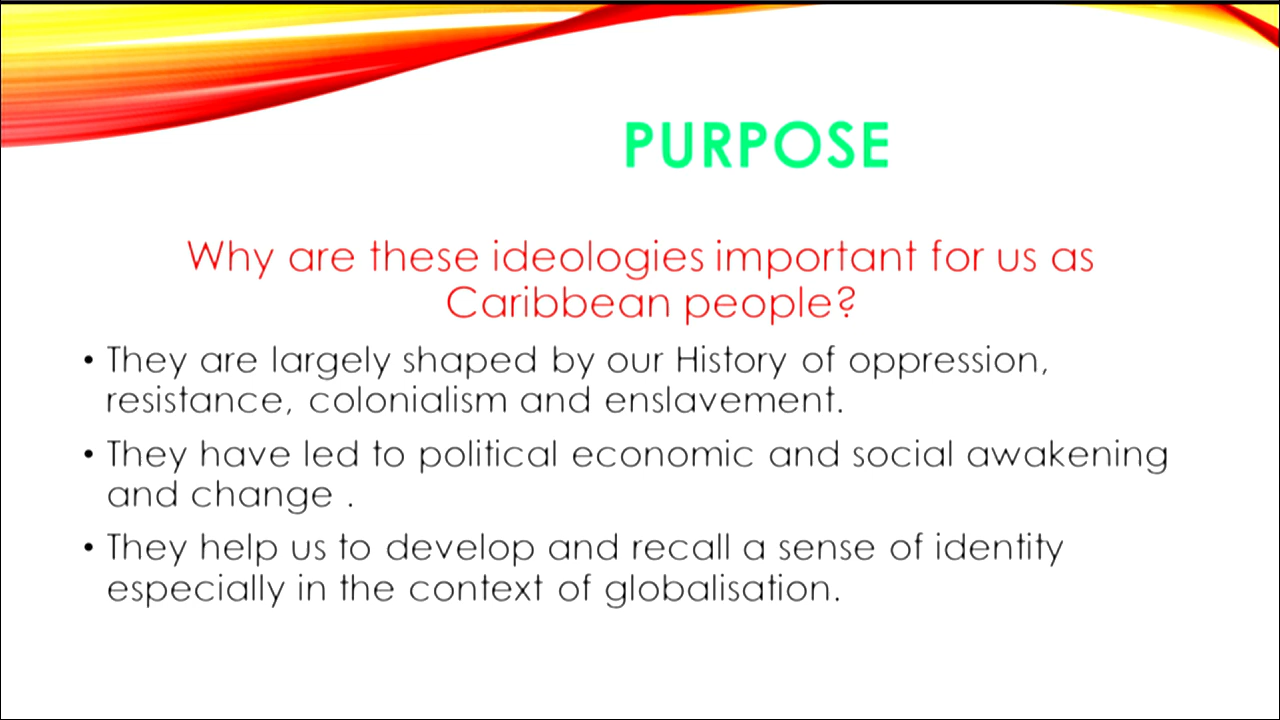 PURPOSE
Why are these ideologies important for us as
Caribbean people?
• They are largely shaped by our History of oppression,
resistance, colonialism and enslavement.
• They have led to political economic and social awakening
and change .
• They help us to develop and recall a sense of identity
especially in the context of globalisation.